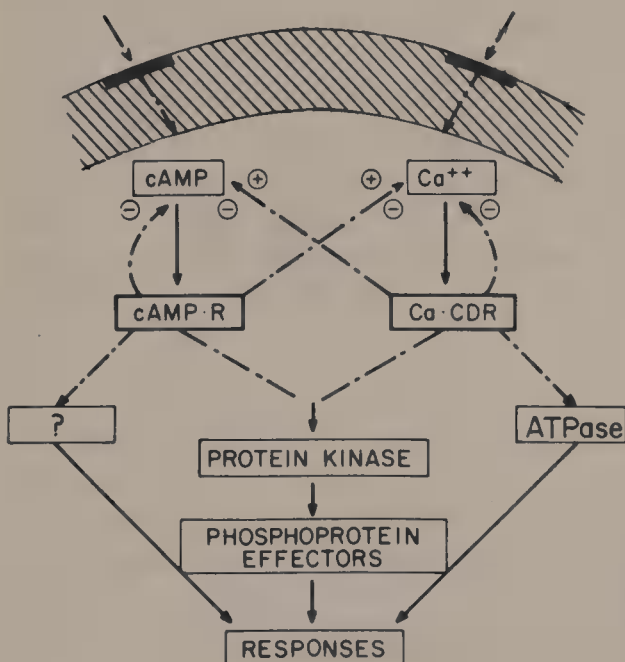 cAMP
⊕
⊕
Ca++
⊖
⊖
⊖
⊖
cAMP·R
Ca·CDR
?
ATPase
PROTEIN KINASE
PHOSPHOPROTEIN
EFFECTORS
RESPONSES